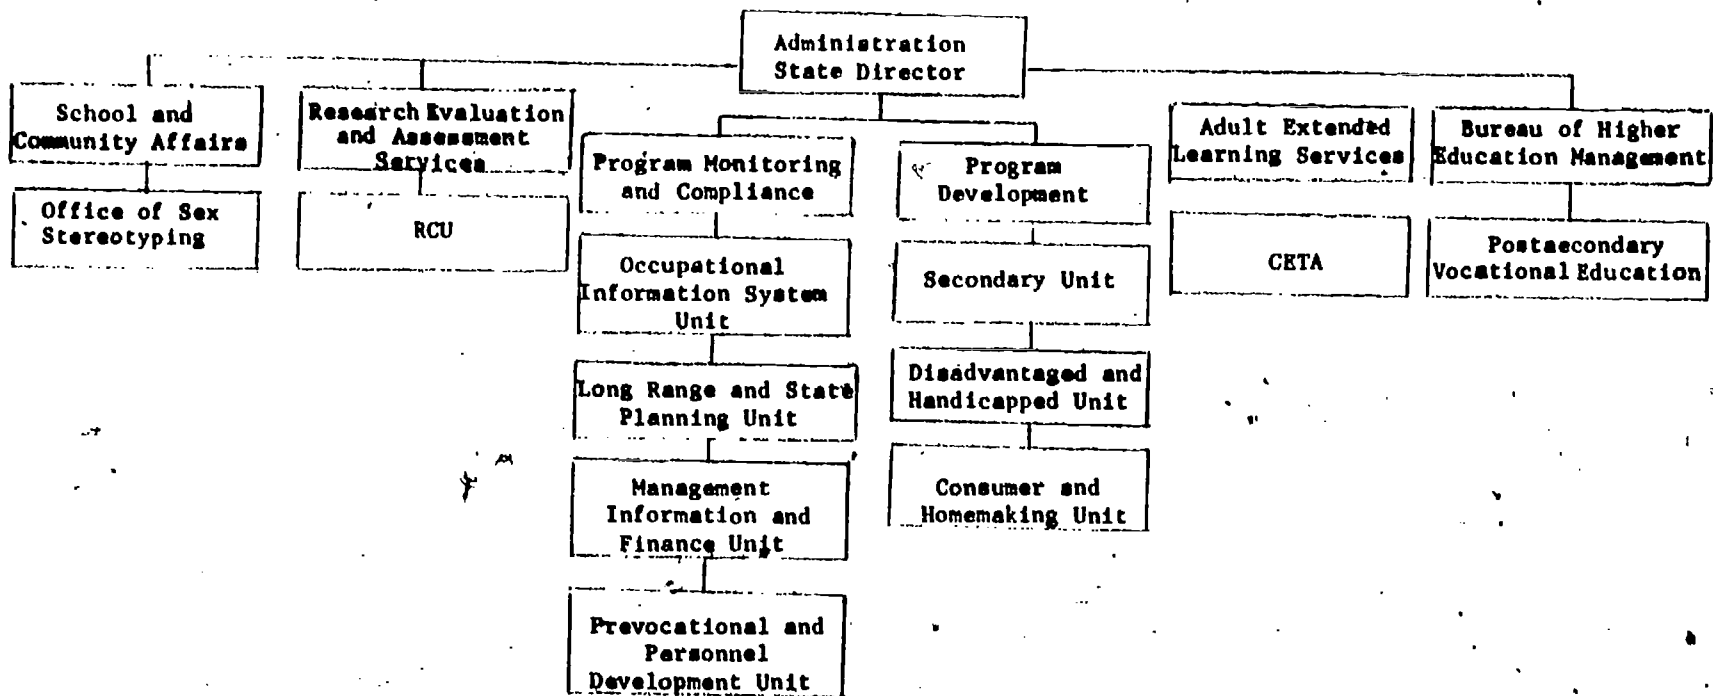 Administration
State Director
School and
Community Affairs
Research Evaluation
and Assessment
Services
Program Monitoring
and Compliance
Program
Development
Adult Extended
Learning Services
Bureau of Higher
Education Management
Office of Sex
Stereotyping
RCU
Occupational
Information System
Unit
Secondary Unit
CETA
Postsecondary
Vocational Education
Long Range and State
Planning Unit
Disadvantaged and
Handicapped Unit
Management
Information and
Finance Unit
Consumer and
Homemaking Unit
Prevocational and
Personnel
Development Unit